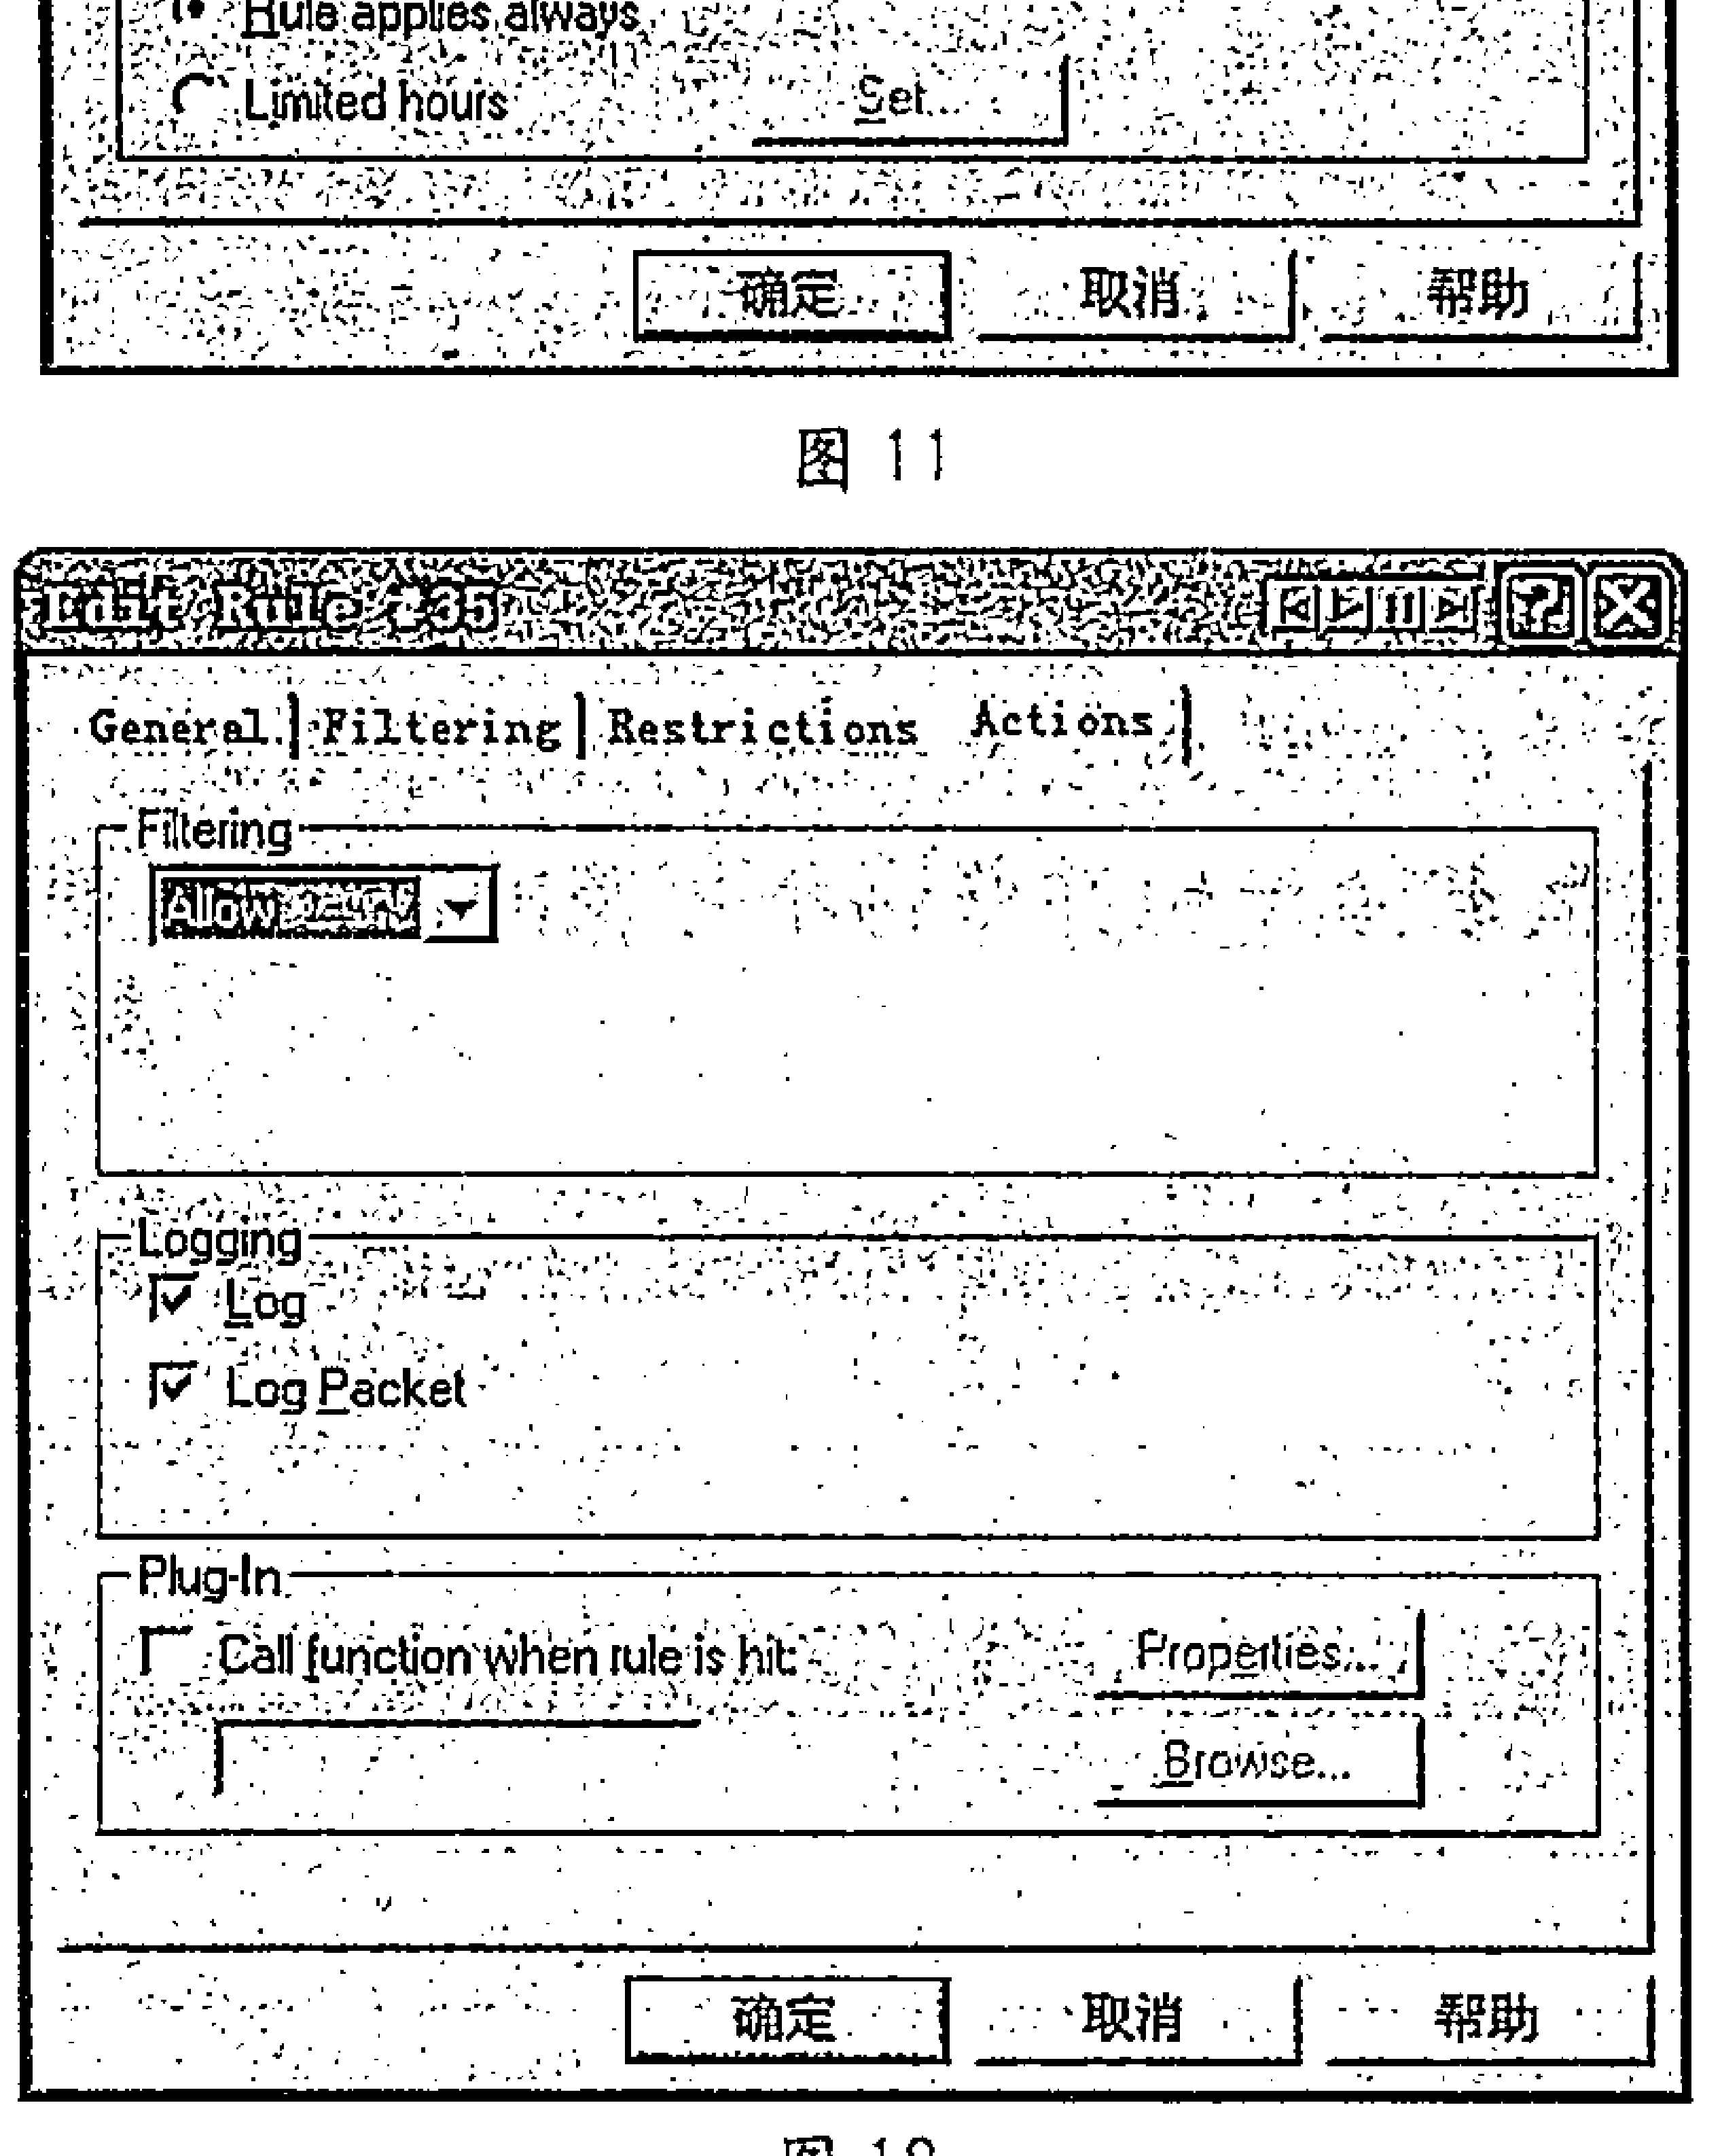 Rule applies always
Limited hours Set...
确定 取消 帮助
图 11
Edit Rule #35
General Filtering Restrictions Actions
Filtering
Allow
Logging
Log
Log Packet
Plug-In
Call function when rule is hit: Properties...
Browse...
确定 取消 帮助